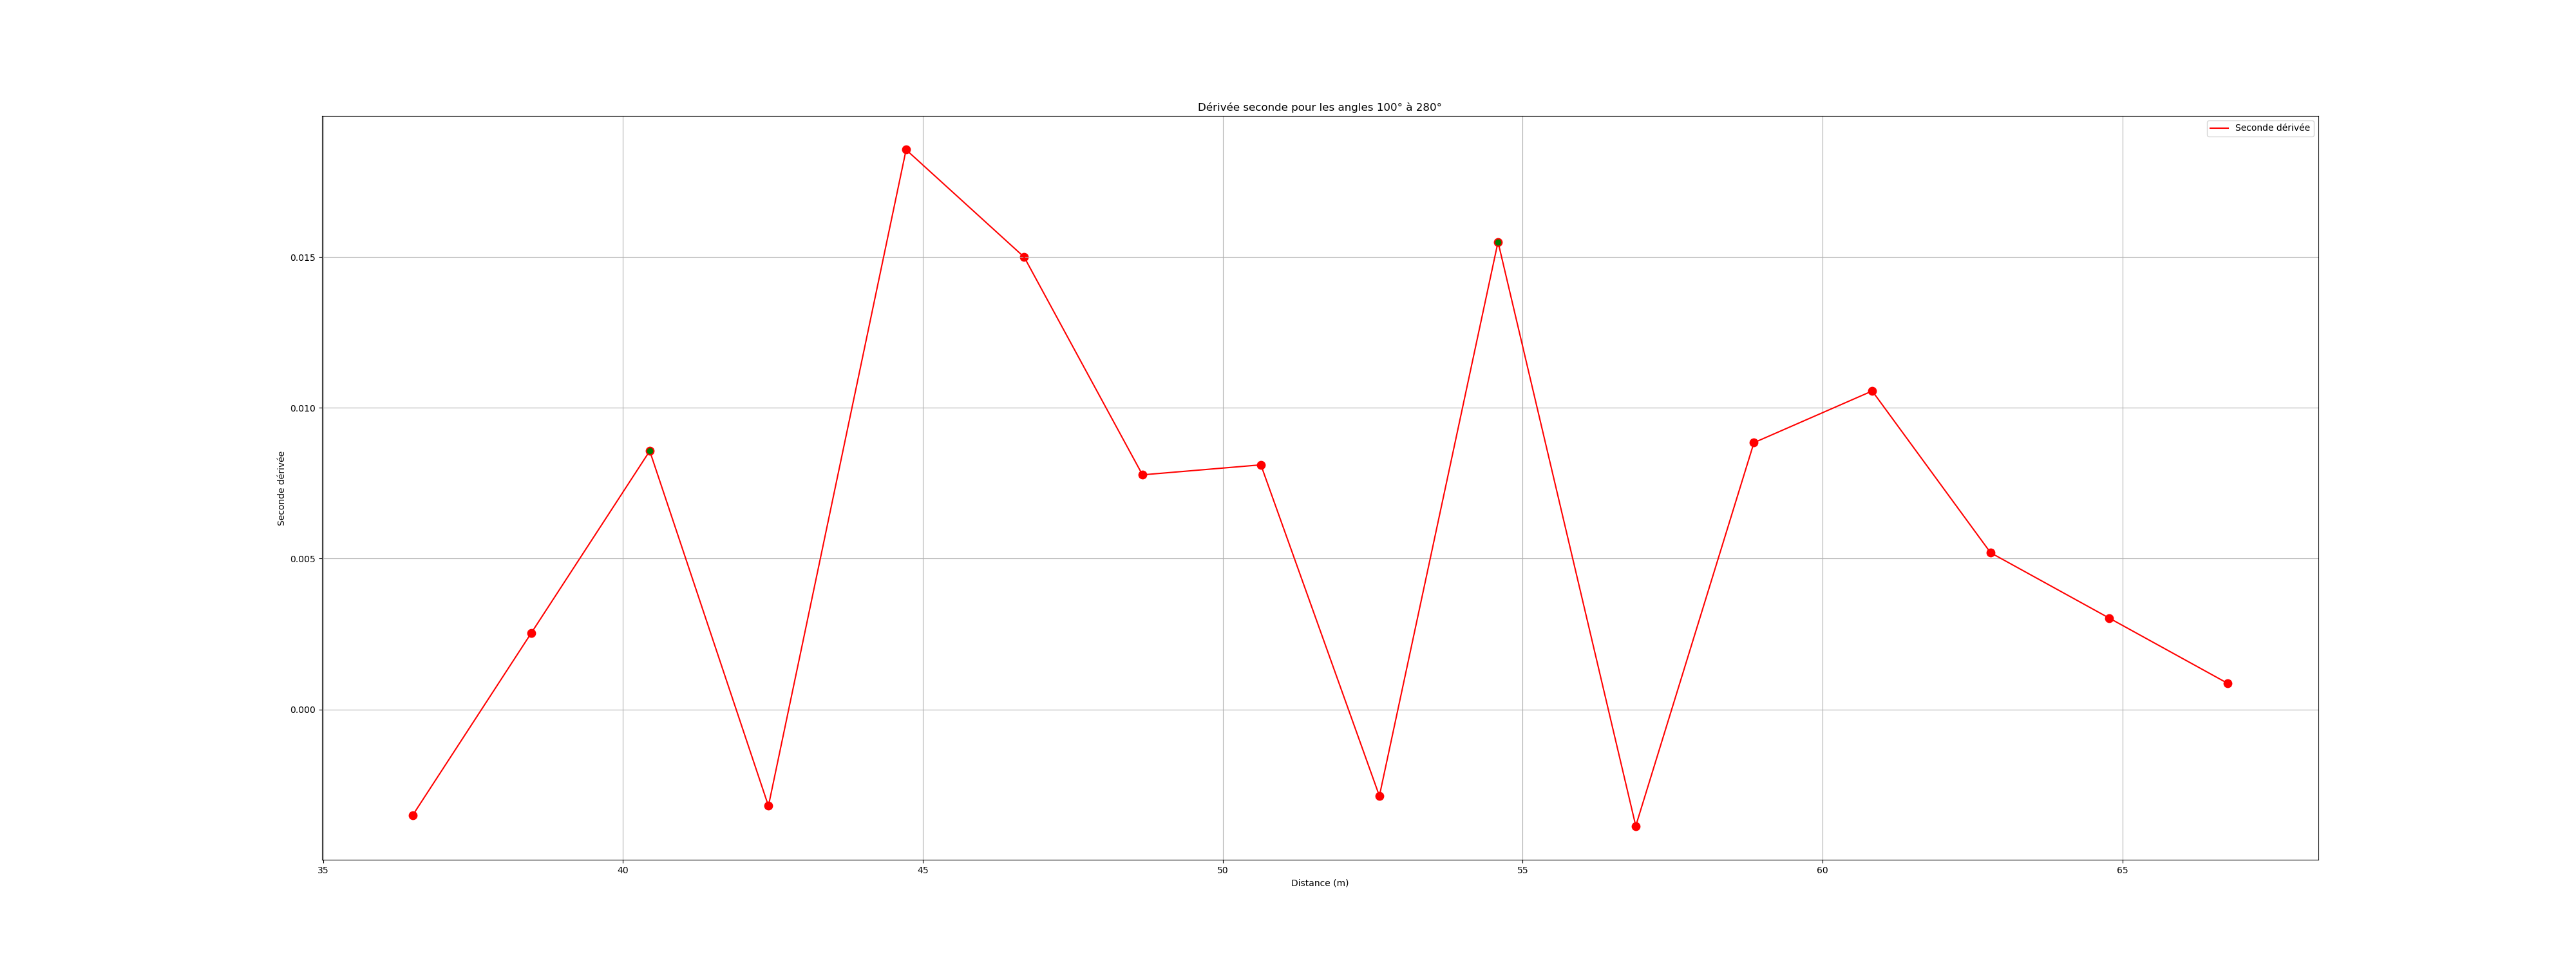 Dérivée seconde pour les angles 100° à 280°
Seconde dérivée
0.015
0.010
0.005
0.000
Seconde dérivée
35 40 45 50 55 60 65
Distance (m)